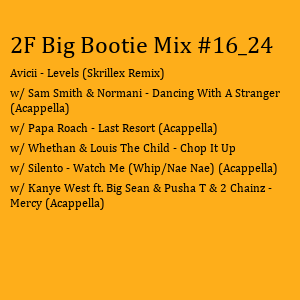 2F Big Bootie Mix #16_24
Avicii - Levels (Skrillex Remix)
w/ Sam Smith & Normani - Dancing With A Stranger
(Acappella)
w/ Papa Roach - Last Resort (Acappella)
w/ Whethan & Louis The Child - Chop It Up
w/ Silento - Watch Me (Whip/Nae Nae) (Acappella)
w/ Kanye West ft. Big Sean & Pusha T & 2 Chainz -
Mercy (Acappella)